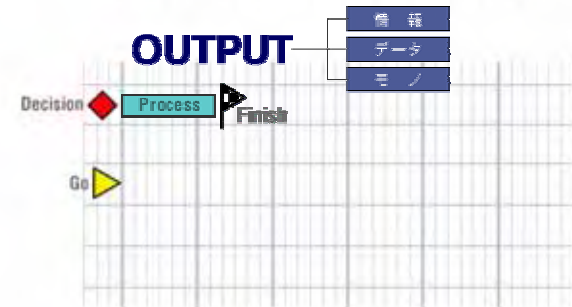 情 報
OUTPUT
データ
モノ
Decision
Process
Finish
Go